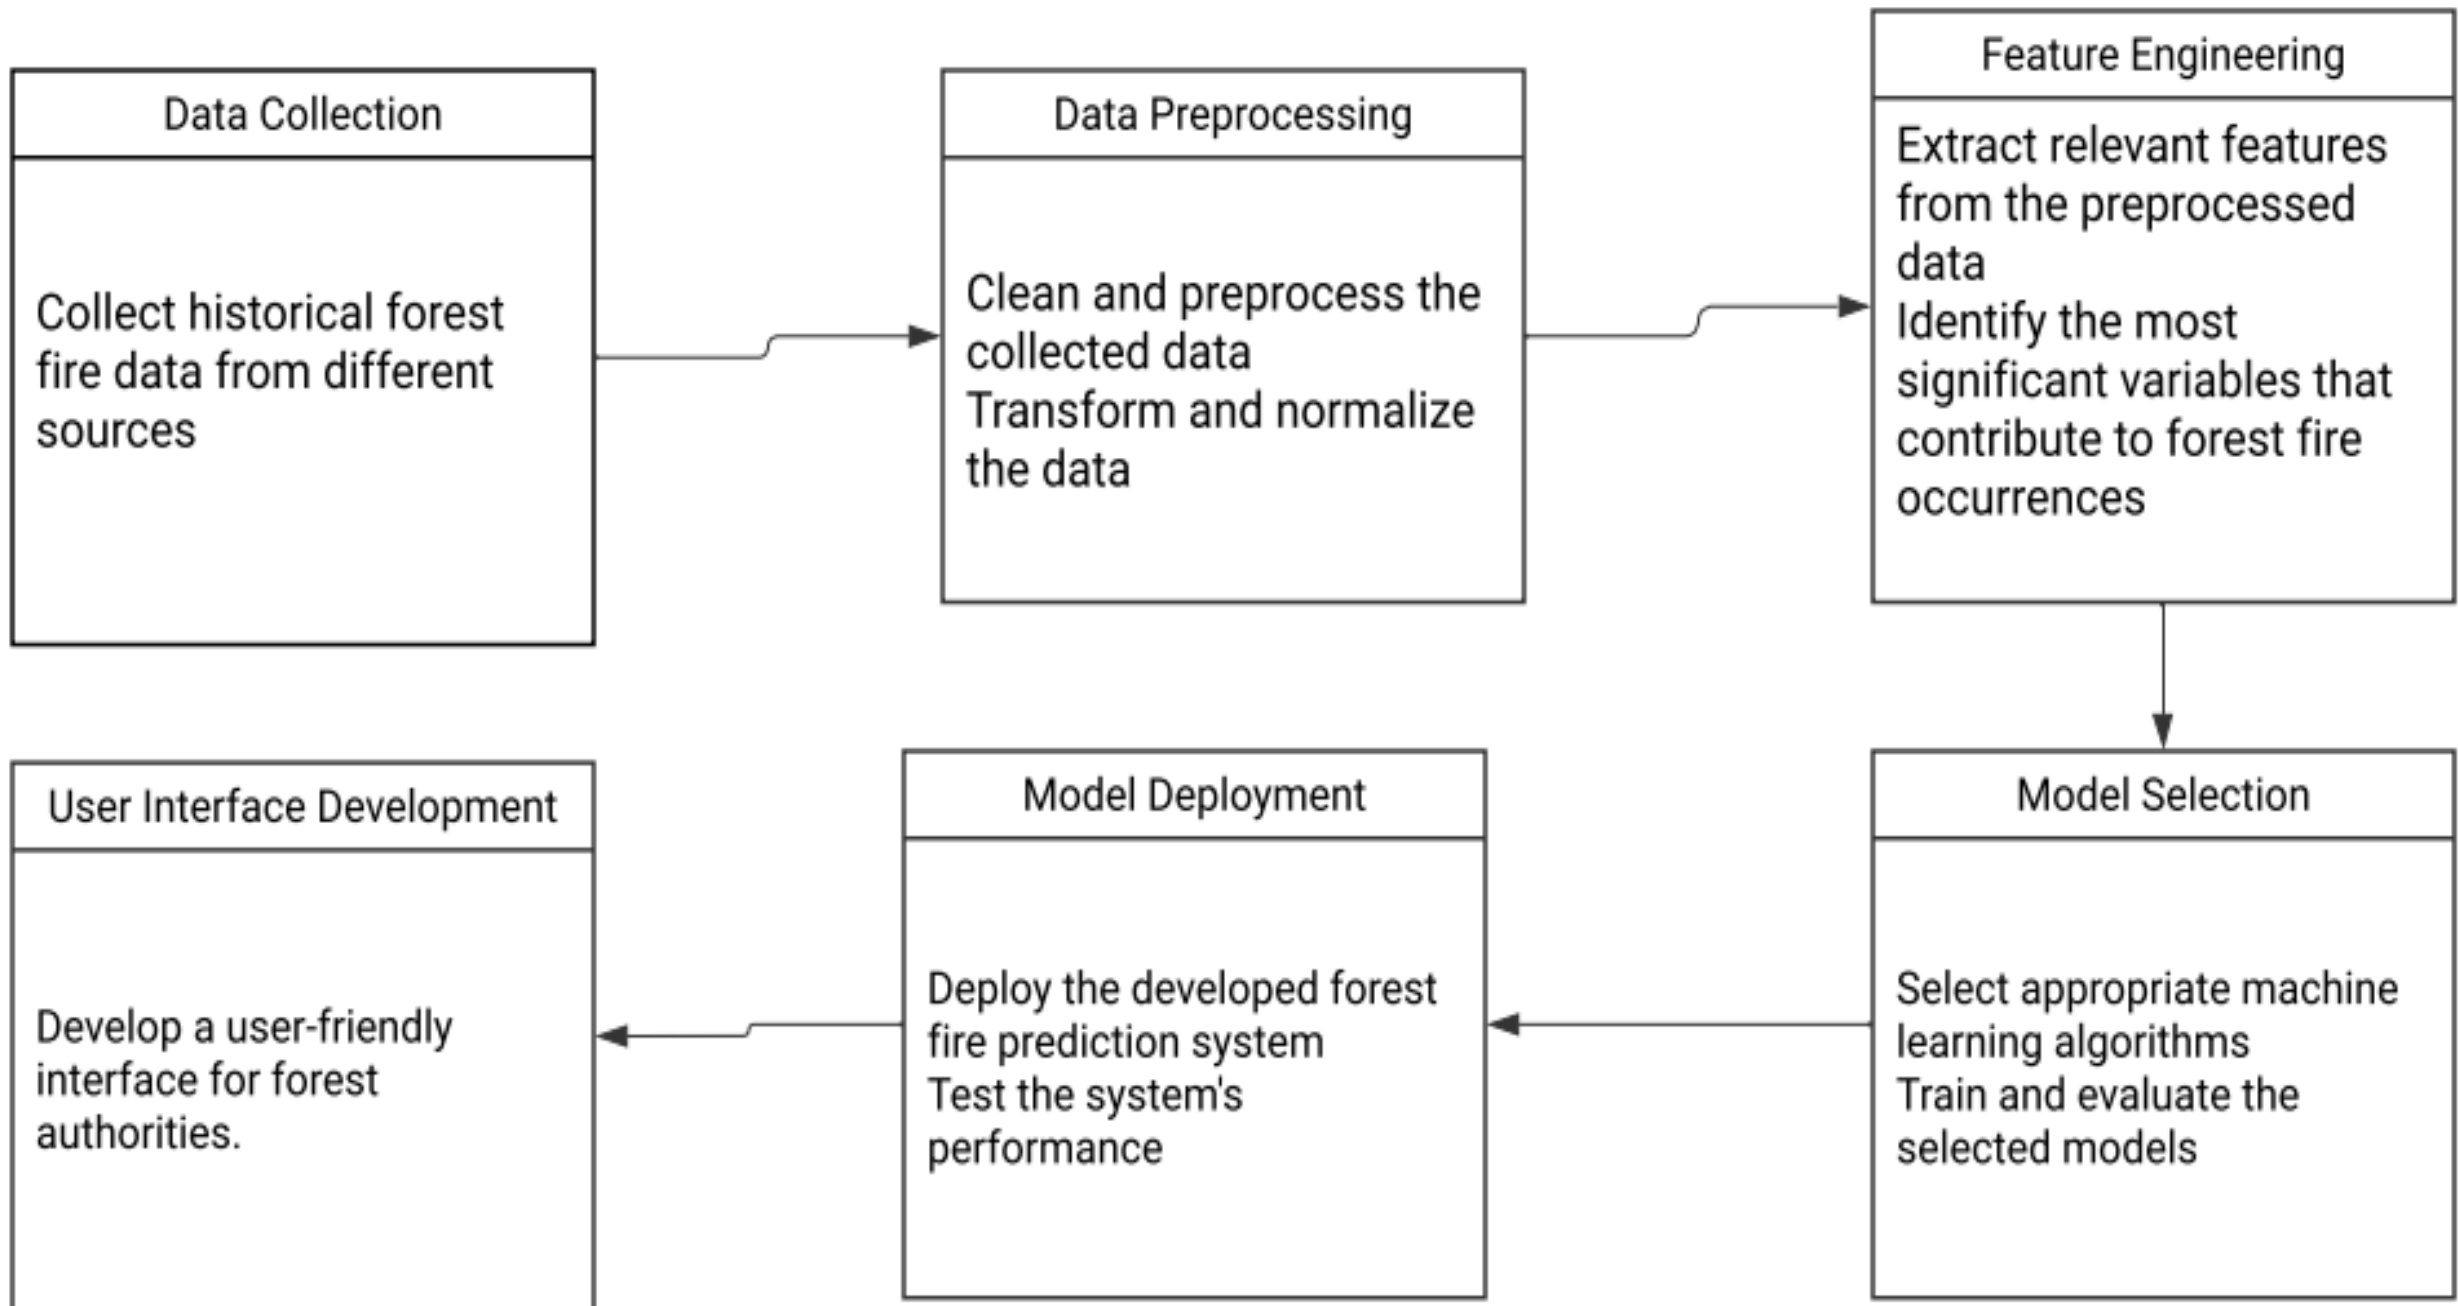 Data Collection
Collect historical forest
fire data from different
sources
Data Preprocessing
Clean and preprocess the
collected data
Transform and normalize
the data
Feature Engineering
Extract relevant features
from the preprocessed
data
Identify the most
significant variables that
contribute to forest fire
occurrences
Model Selection
Select appropriate machine
learning algorithms
Train and evaluate the
selected models
Model Deployment
Deploy the developed forest
fire prediction system
Test the system's
performance
User Interface Development
Develop a user-friendly
interface for forest
authorities.